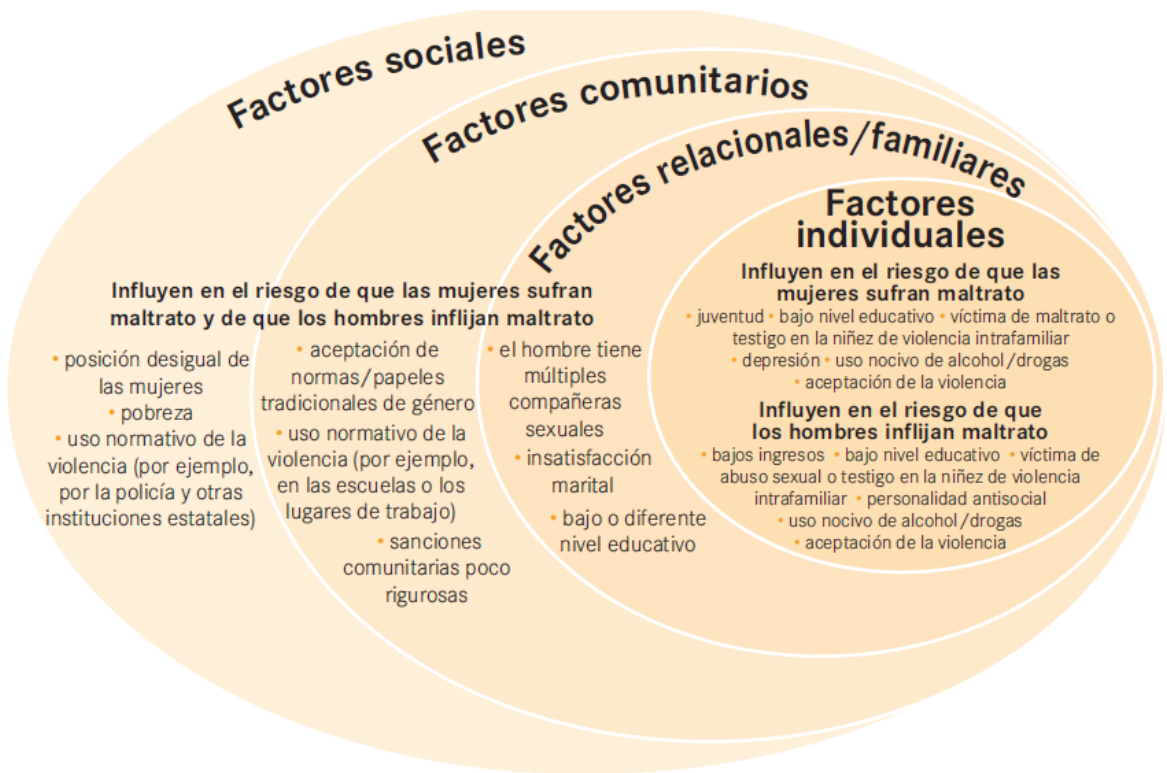 Factores sociales
Factores comunitarios
Factores relacionales/familiares
Factores
individuales
Influyen en el riesgo de que las mujeres sufran
maltrato y de que los hombres inflijan maltrato
• posición desigual de
las mujeres
• pobreza
• uso normativo de la
violencia (por ejemplo,
por la policía y otras
instituciones estatales)
• aceptación de
normas/papeles
tradicionales de género
• uso normativo de la
violencia (por ejemplo,
en las escuelas o los
lugares de trabajo)
• sanciones
comunitarias poco
rigurosas
• el hombre tiene
múltiples
compañeras
sexuales
• insatisfacción
marital
• bajo o diferente
nivel educativo
Influyen en el riesgo de que las
mujeres sufran maltrato
• juventud • bajo nivel educativo • víctima de maltrato o
testigo en la niñez de violencia intrafamiliar
• depresión • uso nocivo de alcohol/drogas
• aceptación de la violencia
Influyen en el riesgo de que
los hombres inflijan maltrato
• bajos ingresos • bajo nivel educativo • víctima de
abuso sexual o testigo en la niñez de violencia
intrafamiliar • personalidad antisocial
• uso nocivo de alcohol/drogas
• aceptación de la violencia